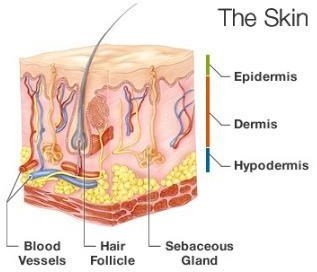 The Skin
Epidermis
Dermis
Hypodermis
Blood
Vessels
Hair
Follicle
Sebaceous
Gland